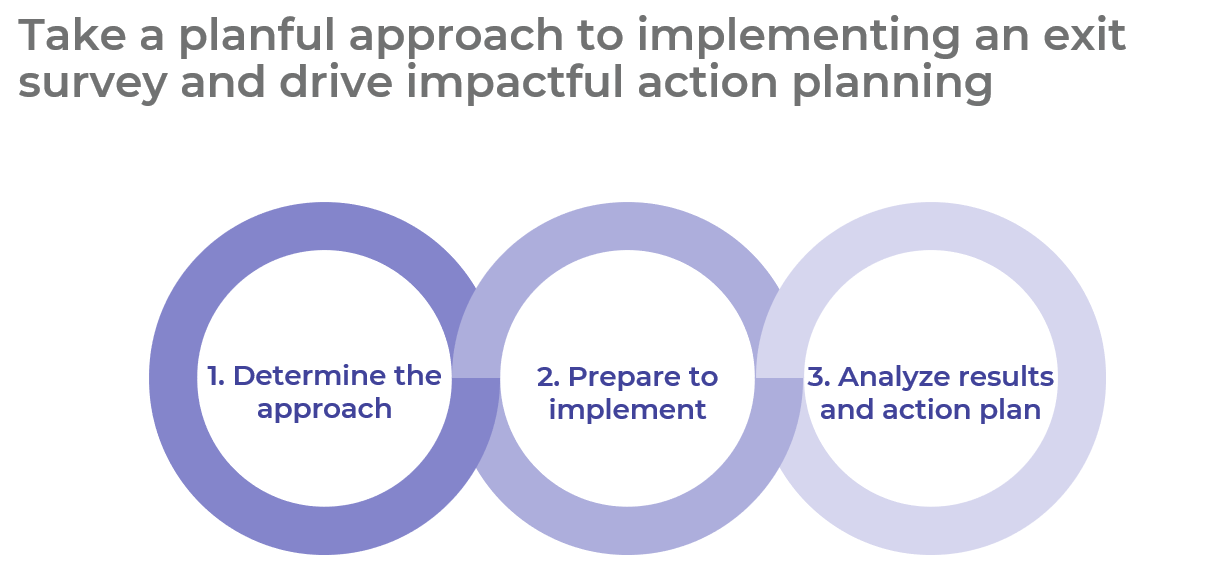 Take a planful approach to implementing an exit
survey and drive impactful action planning
1. Determine the
approach
2. Prepare to
implement
3. Analyze results
and action plan